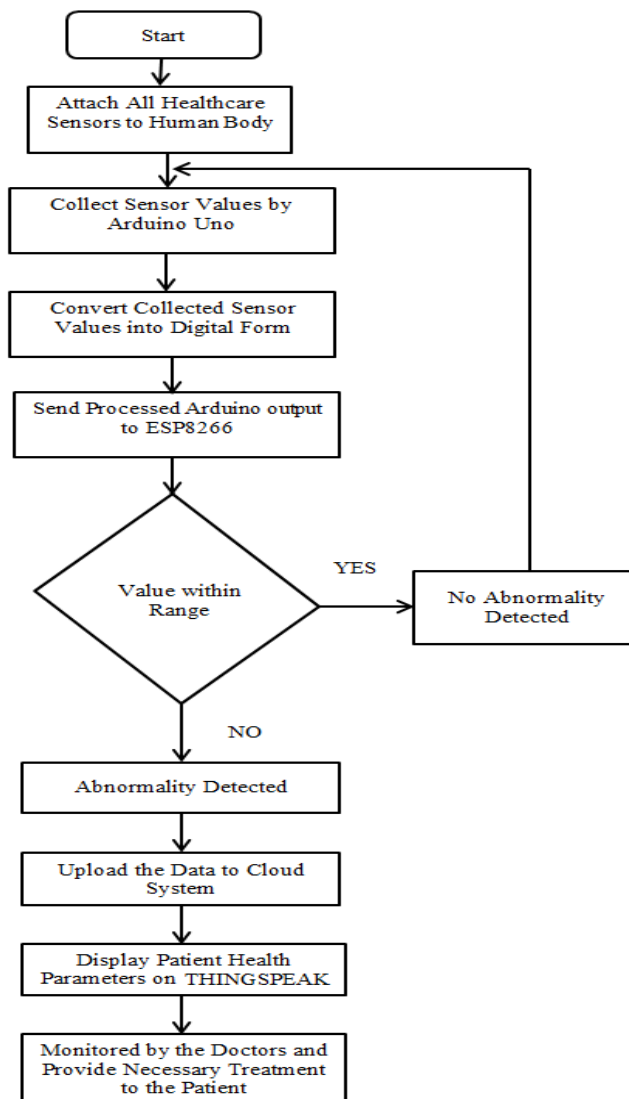 Start
Attach All Healthcare
Sensors to Human Body
Collect Sensor Values by
Arduino Uno
Convert Collected Sensor
Values into Digital Form
Send Processed Arduino output
to ESP8266
Value within
Range
YES
No Abnormality
Detected
NO
Abnormality Detected
Upload the Data to Cloud
System
Display Patient Health
Parameters on THINGSPEAK
Monitored by the Doctors and
Provide Necessary Treatment
to the Patient